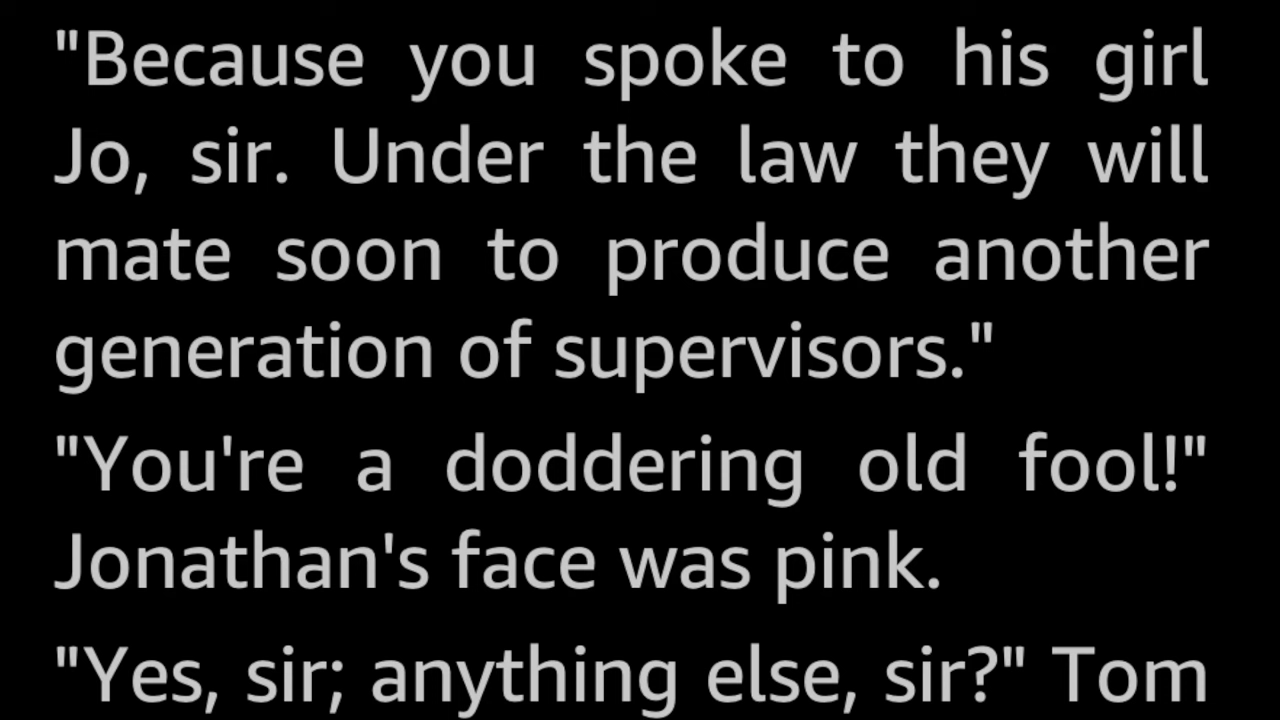 "Because you spoke to his girl
Jo, sir. Under the law they will
mate soon to produce another
generation of supervisors."
"You're a doddering old fool!"
Jonathan's face was pink.
"Yes, sir; anything else, sir?" Tom